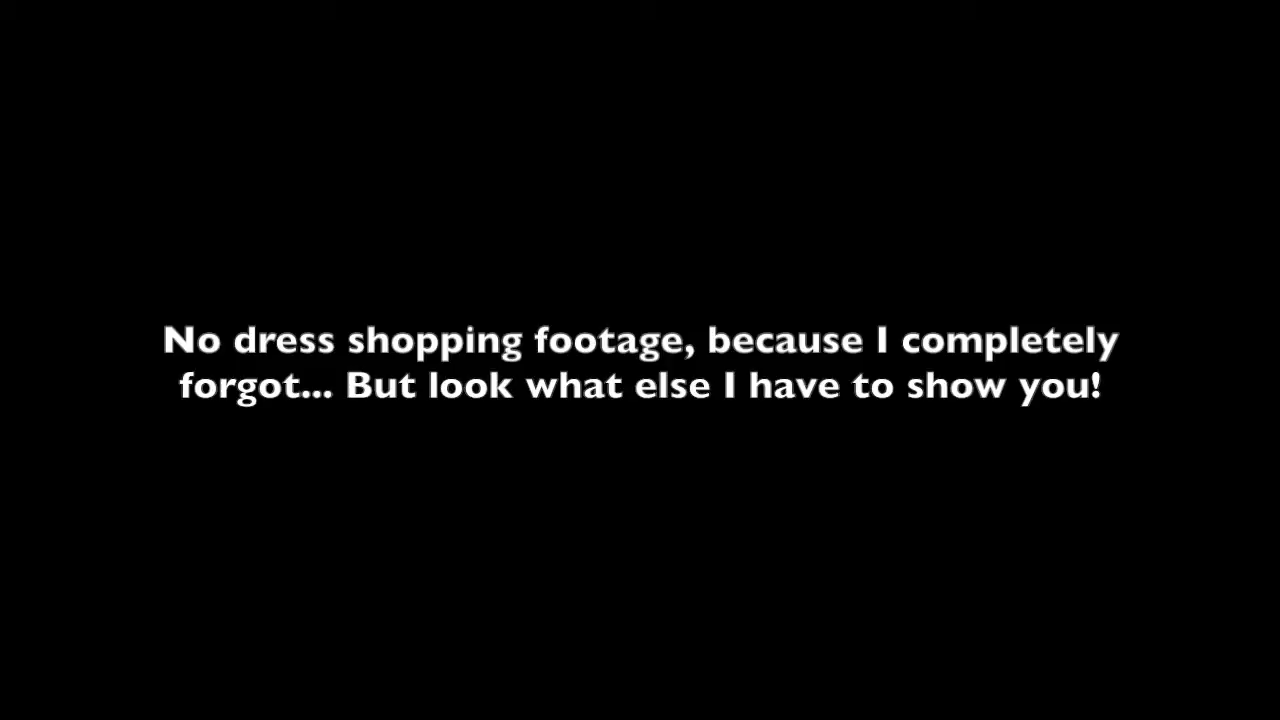 No dress shopping footage, because I completely
forgot... But look what else I have to show you!